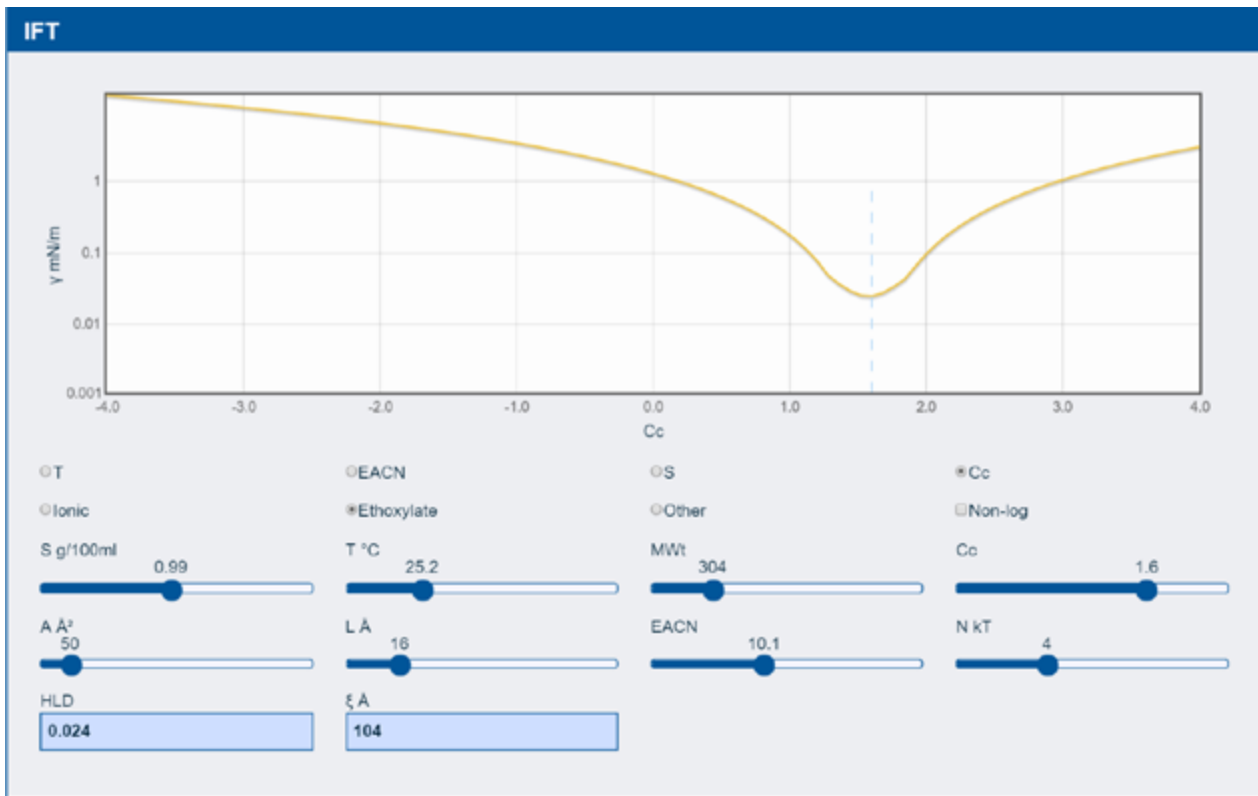 IFT
1
0.1
0.01
0.001
γ mN/m
-4.0 -3.0 -2.0 -1.0 0.0 1.0 2.0 3.0 4.0
Cc
T EACN S Cc
Ionic Ethoxylate Other Non-log
S g/100ml T °C MWt Cc
0.99 25.2 304 1.6
A Å² L Å EACN N kT
50 16 10.1 4
HLD ξ Å
0.024 104